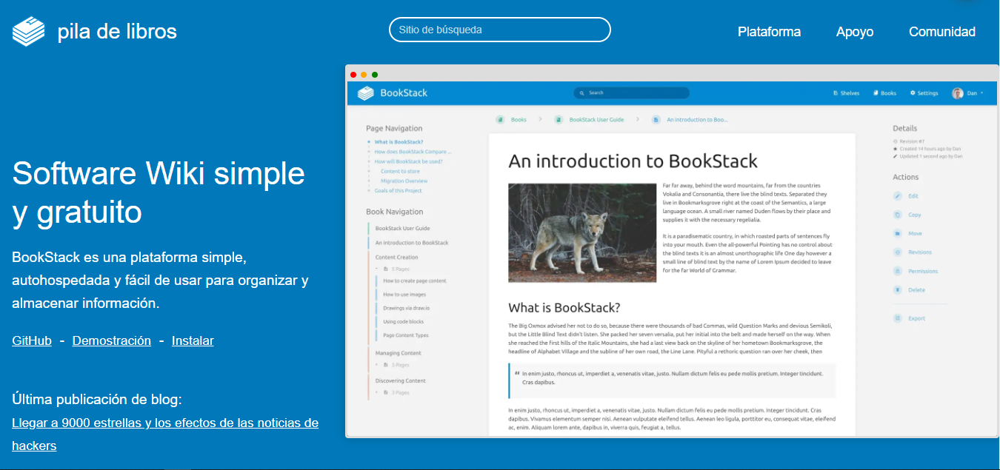 pila de libros
Sitio de búsqueda
Plataforma
Apoyo
Comunidad
Software Wiki simple
y gratuito
BookStack es una plataforma simple,
autohospedada y fácil de usar para organizar y
almacenar información.
GitHub - Demostración - Instalar
Última publicación de blog:
Llegar a 9000 estrellas y los efectos de las noticias de
hackers
BookStack
Search
Shelves
Books
Settings
Dan
Books
BookStack User Guide
An introduction to Boo...
Page Navigation
What is BookStack?
How does BookStack Compare ...
How will BookStack be used?
Content to store
Migration Overview
Goals of this Project
Book Navigation
BookStack User Guide
An introduction to BookStack
Content Creation
5 Pages
How to create page content
How to use images
Drawings via draw.io
Using code blocks
Page Content Types
Managing Content
3 Pages
Discovering Content
3 Pages
An introduction to BookStack
Far far away, behind the word mountains, far from the countries
Vokalia and Consonantia, there live the blind texts. Separated they
live in Bookmarksgrove right at the coast of the Semantics, a large
language ocean. A small river named Duden flows by their place and
supplies it with the necessary regelialia.
It is a paradisematic country, in which roasted parts of sentences fly
into your mouth. Even the all-powerful Pointing has no control about
the blind texts it is an almost unorthographic life One day however a
small line of blind text by the name of Lorem Ipsum decided to leave
for the far World of Grammar.
What is BookStack?
The Big Oxmox advised her not to do so, because there were thousands of bad Commas, wild Question Marks and devious Semikoli,
but the Little Blind Text didn't listen. She packed her seven versalia, put her initial into the belt and made herself on the way. When
she reached the first hills of the Italic Mountains, she had a last view back on the skyline of her hometown Bookmarksgrove, the
headline of Alphabet Village and the subline of her own road, the Line Lane. Pityful a rethoric question ran over her cheek, then
“ In enim justo, rhoncus ut, imperdiet a, venenatis vitae, justo. Nullam dictum felis eu pede mollis pretium. Integer tincidunt.
Cras dapibus.
In enim justo, rhoncus ut, imperdiet a, venenatis vitae, justo. Nullam dictum felis eu pede mollis pretium. Integer tincidunt. Cras
dapibus. Vivamus elementum semper nisi. Aenean vulputate eleifend tellus. Aenean leo ligula, porttitor eu, consequat vitae, eleifend
ac, enim. Aliquam lorem ante, dapibus in, viverra quis, feugiat a, tellus.
Details
Revision #7
Created 14 hours ago by Dan
Updated 1 second ago by Dan
Actions
Edit
Copy
Move
Revisions
Permissions
Delete
Export